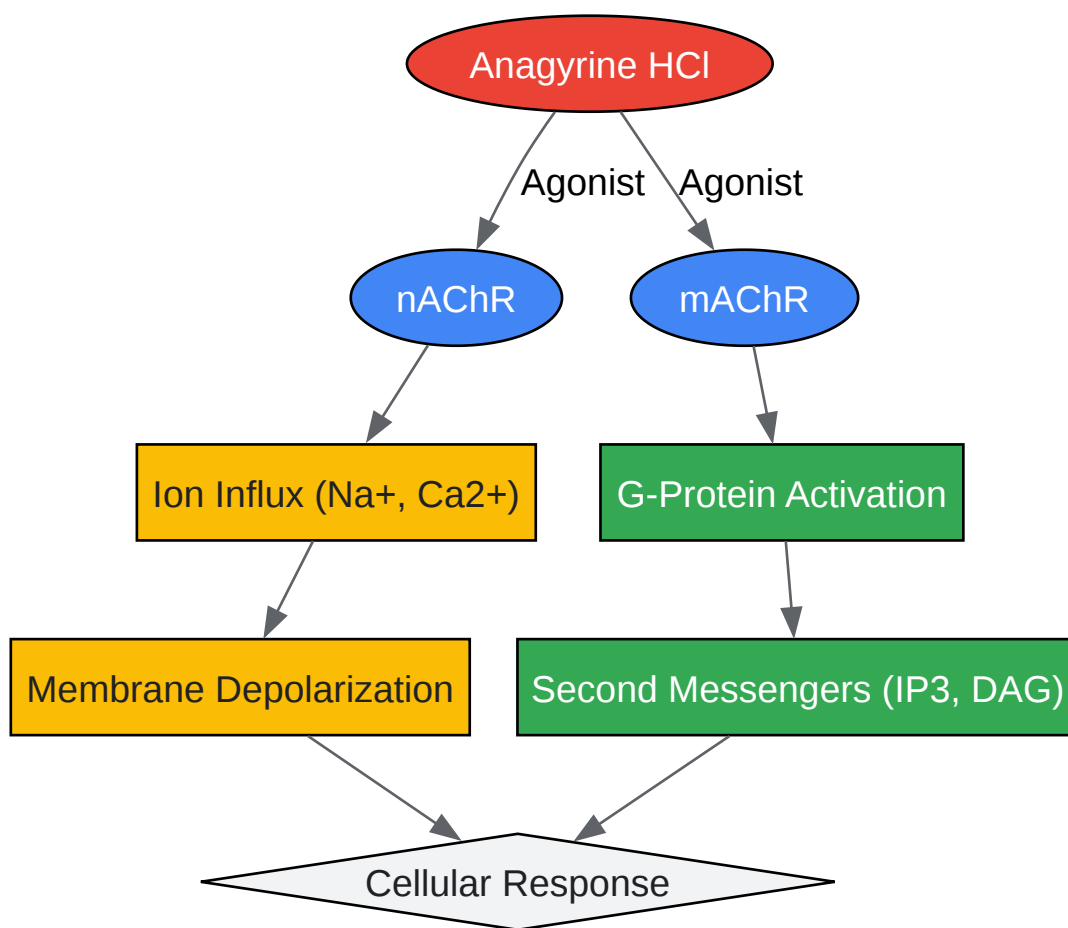 Anagyrine HCl
Agonist
Agonist
nAChR
mAChR
Ion Influx (Na+, Ca2+)
G-Protein Activation
Membrane Depolarization
Second Messengers (IP3, DAG)
Cellular Response